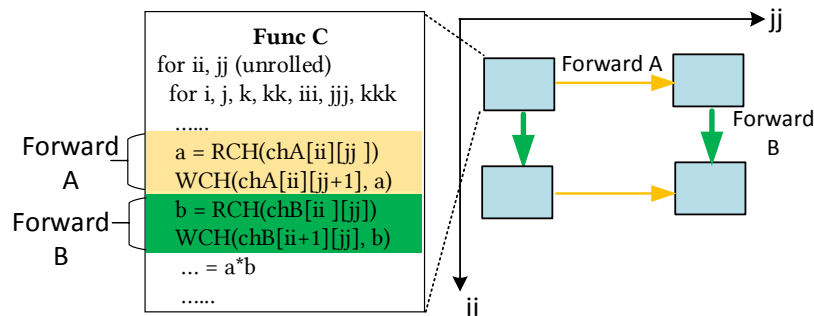 Func C
for ii, jj (unrolled)
for i, j, k, kk, iii, jjj, kkk
......
a = RCH(chA[ii][jj ])
WCH(chA[ii][jj+1], a)
b = RCH(chB[ii ][jj])
WCH(chB[ii+1][jj], b)
... = a*b
......
Forward
A
Forward
B
jj
Forward A
Forward
B
ii